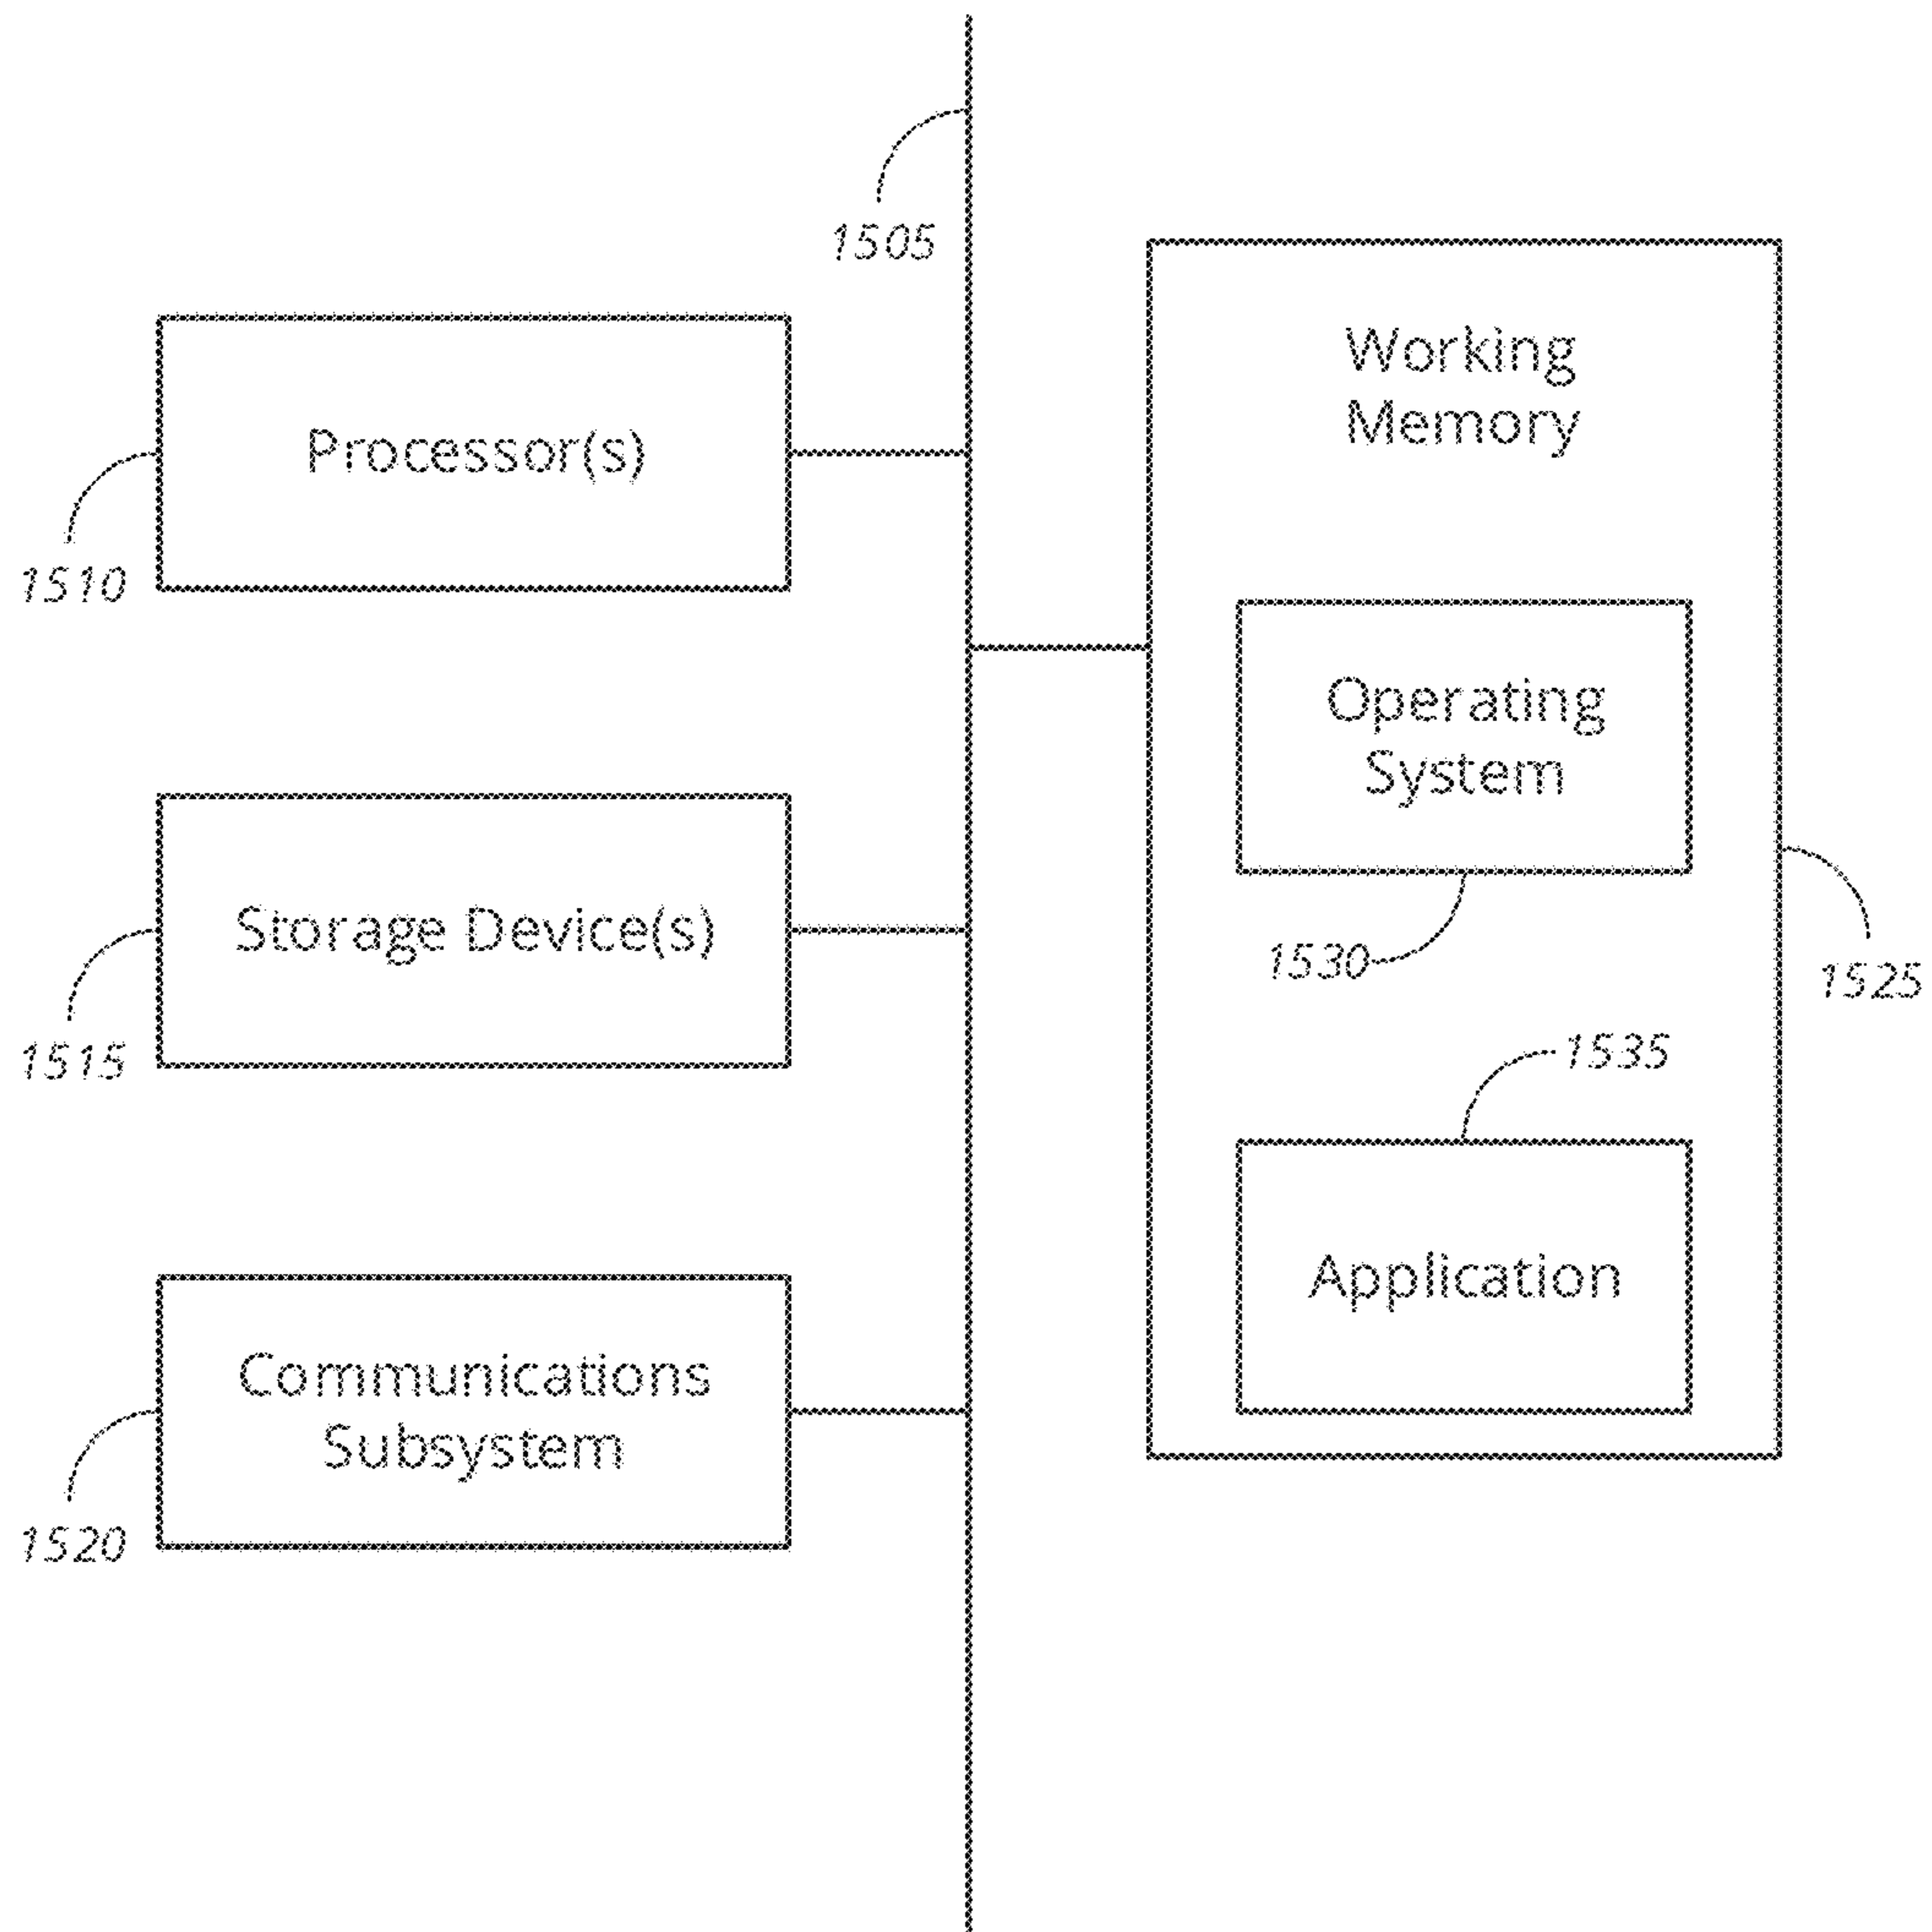 1505
Processor(s)
1510
Storage Device(s)
1515
Communications
Subsystem
1520
Working
Memory
Operating
System
1530
1525
1535
Application